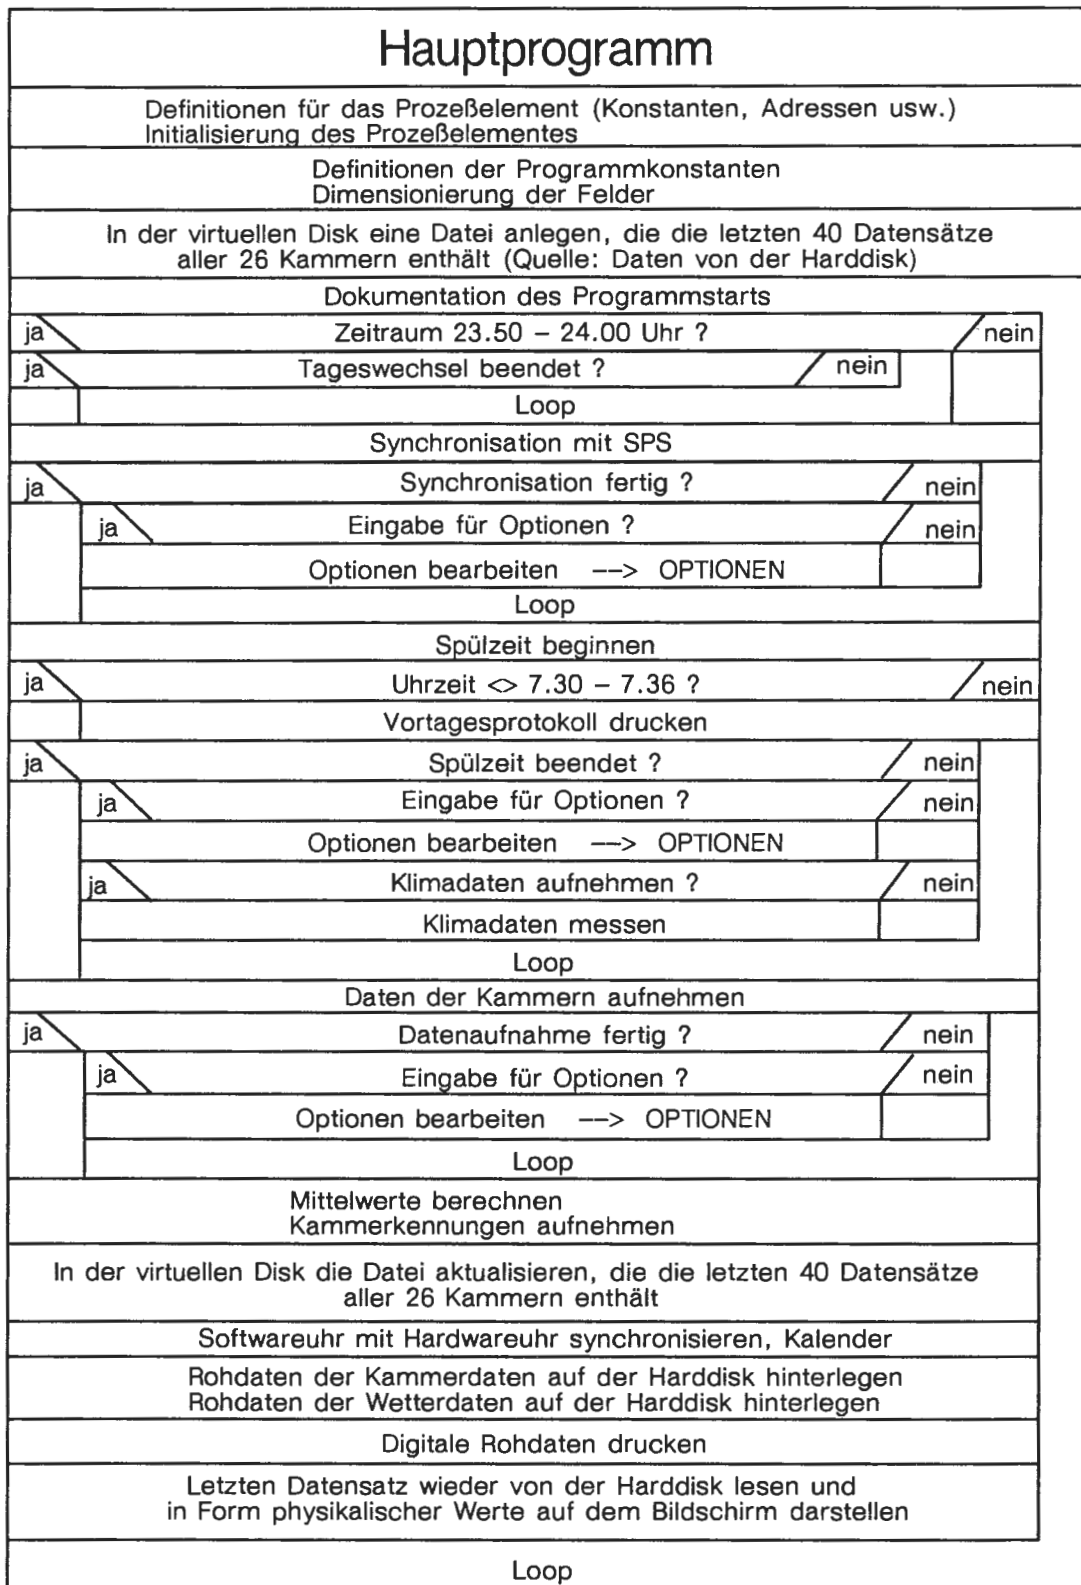 Hauptprogramm
Definitionen für das Prozeßelement (Konstanten, Adressen usw.)
Initialisierung des Prozeßelementes
Definitionen der Programmkonstanten
Dimensionierung der Felder
In der virtuellen Disk eine Datei anlegen, die die letzten 40 Datensätze
aller 26 Kammern enthält (Quelle: Daten von der Harddisk)
Dokumentation des Programmstarts
ja Zeitraum 23.50 – 24.00 Uhr ? nein
ja Tageswechsel beendet ? nein
Loop
Synchronisation mit SPS
ja Synchronisation fertig ? nein
ja Eingabe für Optionen ? nein
Optionen bearbeiten ––> OPTIONEN
Loop
Spülzeit beginnen
ja Uhrzeit <> 7.30 – 7.36 ? nein
Vortagesprotokoll drucken
ja Spülzeit beendet ? nein
ja Eingabe für Optionen ? nein
Optionen bearbeiten ––> OPTIONEN
ja Klimadaten aufnehmen ? nein
Klimadaten messen
Loop
Daten der Kammern aufnehmen
ja Datenaufnahme fertig ? nein
ja Eingabe für Optionen ? nein
Optionen bearbeiten ––> OPTIONEN
Loop
Mittelwerte berechnen
Kammerkennungen aufnehmen
In der virtuellen Disk die Datei aktualisieren, die die letzten 40 Datensätze
aller 26 Kammern enthält
Softwareuhr mit Hardwareuhr synchronisieren, Kalender
Rohdaten der Kammerdaten auf der Harddisk hinterlegen
Rohdaten der Wetterdaten auf der Harddisk hinterlegen
Digitale Rohdaten drucken
Letzten Datensatz wieder von der Harddisk lesen und
in Form physikalischer Werte auf dem Bildschirm darstellen
Loop